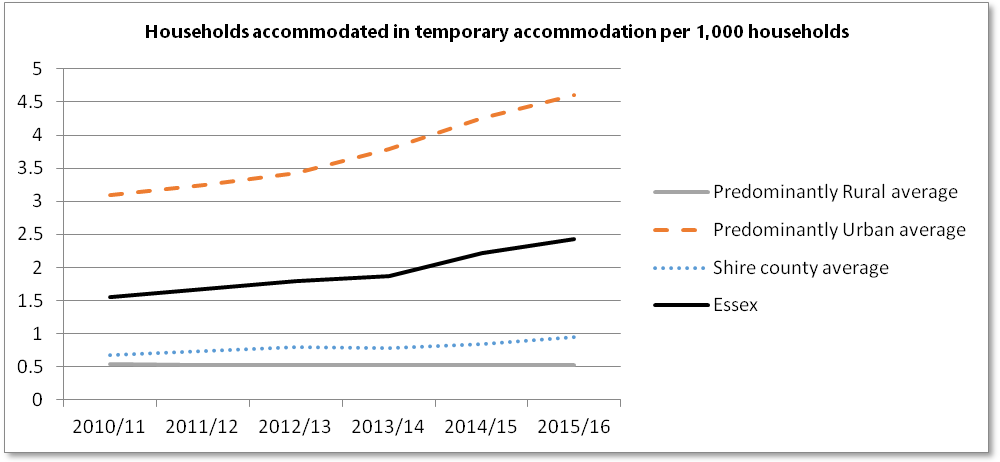 Households accommodated in temporary accommodation per 1,000 households
5
4.5
4
3.5
3
2.5
2
1.5
1
0.5
0
2010/11 2011/12 2012/13 2013/14 2014/15 2015/16
Predominantly Rural average
Predominantly Urban average
Shire county average
Essex